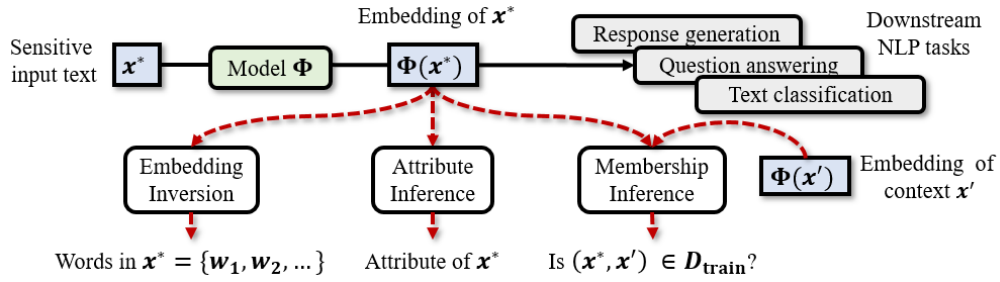 Embedding of x*
Sensitive
input text
x*
Model Φ
Φ(x*)
Response generation
Question answering
Text classification
Downstream
NLP tasks
Embedding
Inversion
Attribute
Inference
Membership
Inference
Φ(x′)
Embedding of
context x′
Words in x* = {w₁, w₂, …}
Attribute of x*
Is (x*, x′) ∈ D_train?